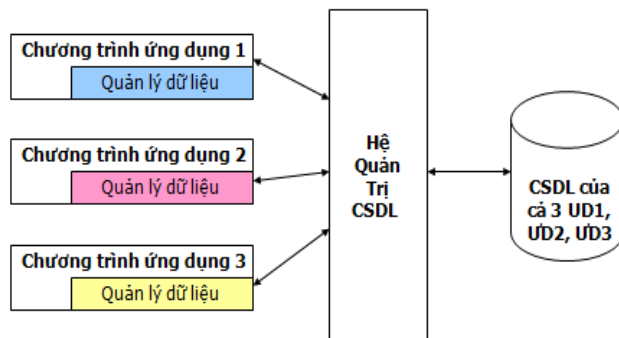 Chương trình ứng dụng 1
Quản lý dữ liệu
Chương trình ứng dụng 2
Quản lý dữ liệu
Chương trình ứng dụng 3
Quản lý dữ liệu
Hệ
Quản
Trị
CSDL
CSDL của
cả 3 UD1,
ƯD2, ƯD3